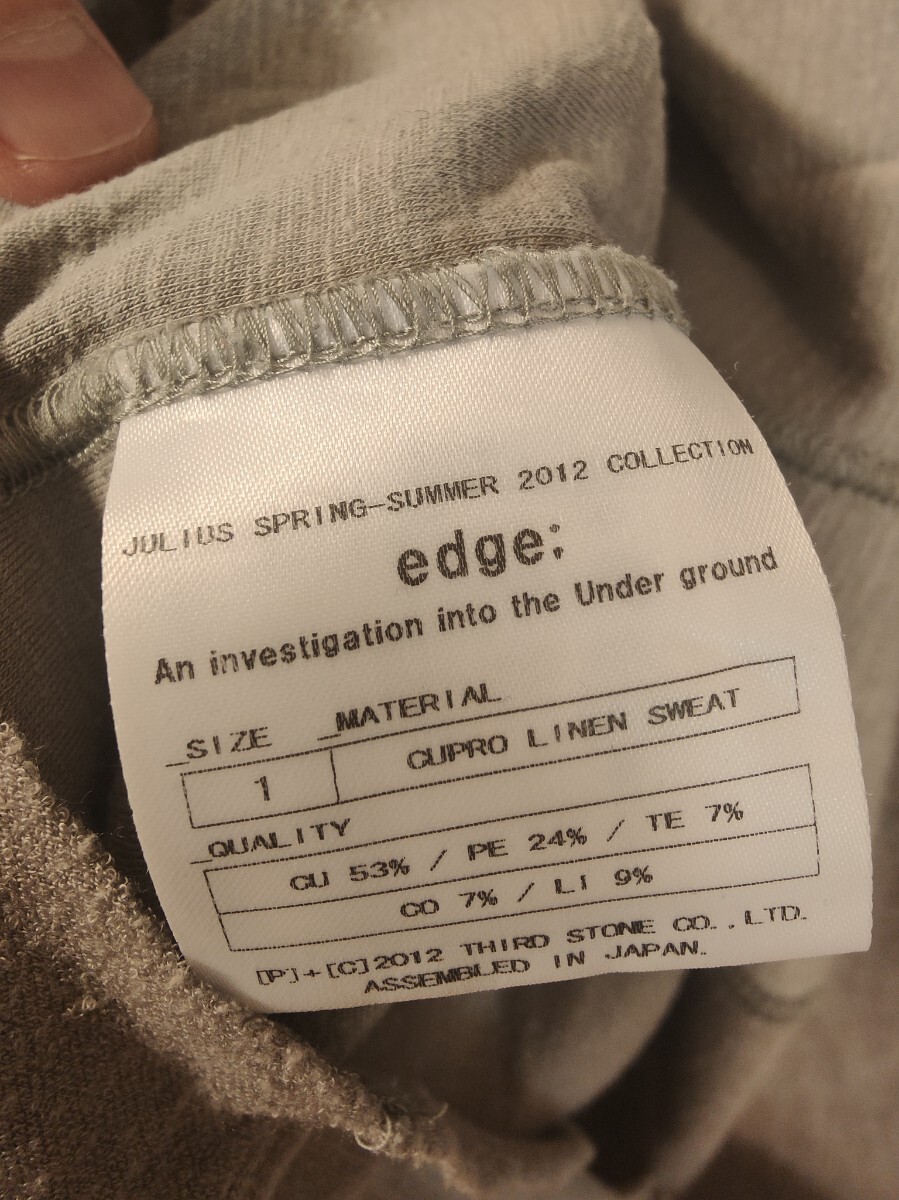 JULIUS SPRING-SUMMER 2012 COLLECTION
edge:
An investigation into the Under ground
_SIZE _MATERIAL
1 CUPRO LINEN SWEAT
_QUALITY
CU 53% / PE 24% / TE 7%
CO 7% / LI 9%
[P]+[C]2012 THIRD STONE CO.,LTD.
ASSEMBLED IN JAPAN.